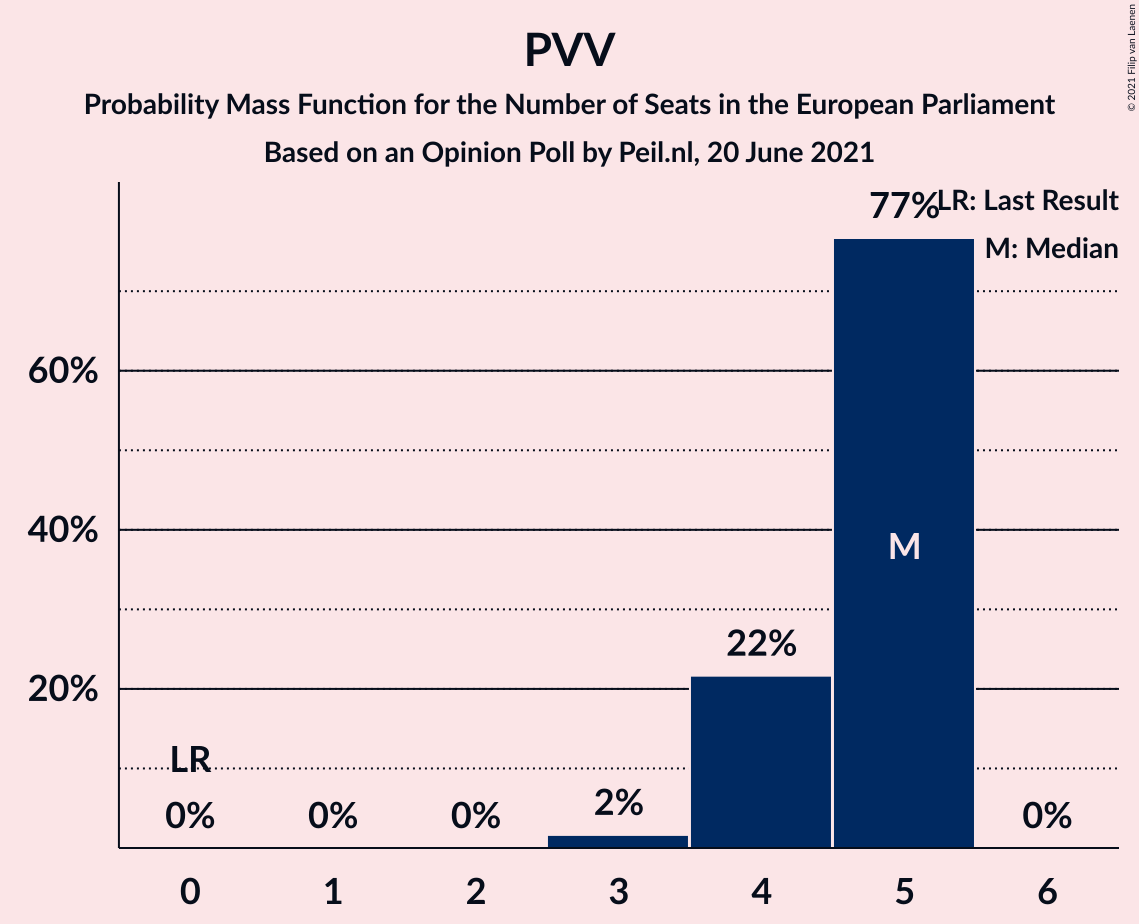 PVV
Probability Mass Function for the Number of Seats in the European Parliament
Based on an Opinion Poll by Peil.nl, 20 June 2021
© 2021 Filip van Laenen
77%
LR: Last Result
M: Median
60%
40%
M
22%
20%
LR
0%
0%
0%
2%
0%
0
1
2
3
4
5
6